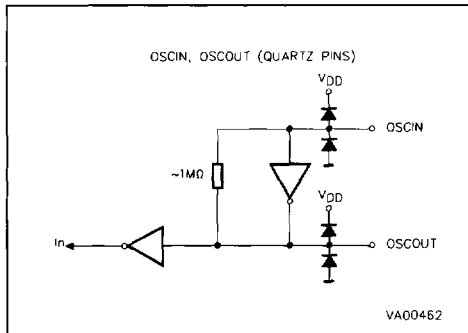 OSCIN, OSCOUT (QUARTZ PINS)
VDD
OSCIN
~1MΩ
VDD
In
OSCOUT
VA00462